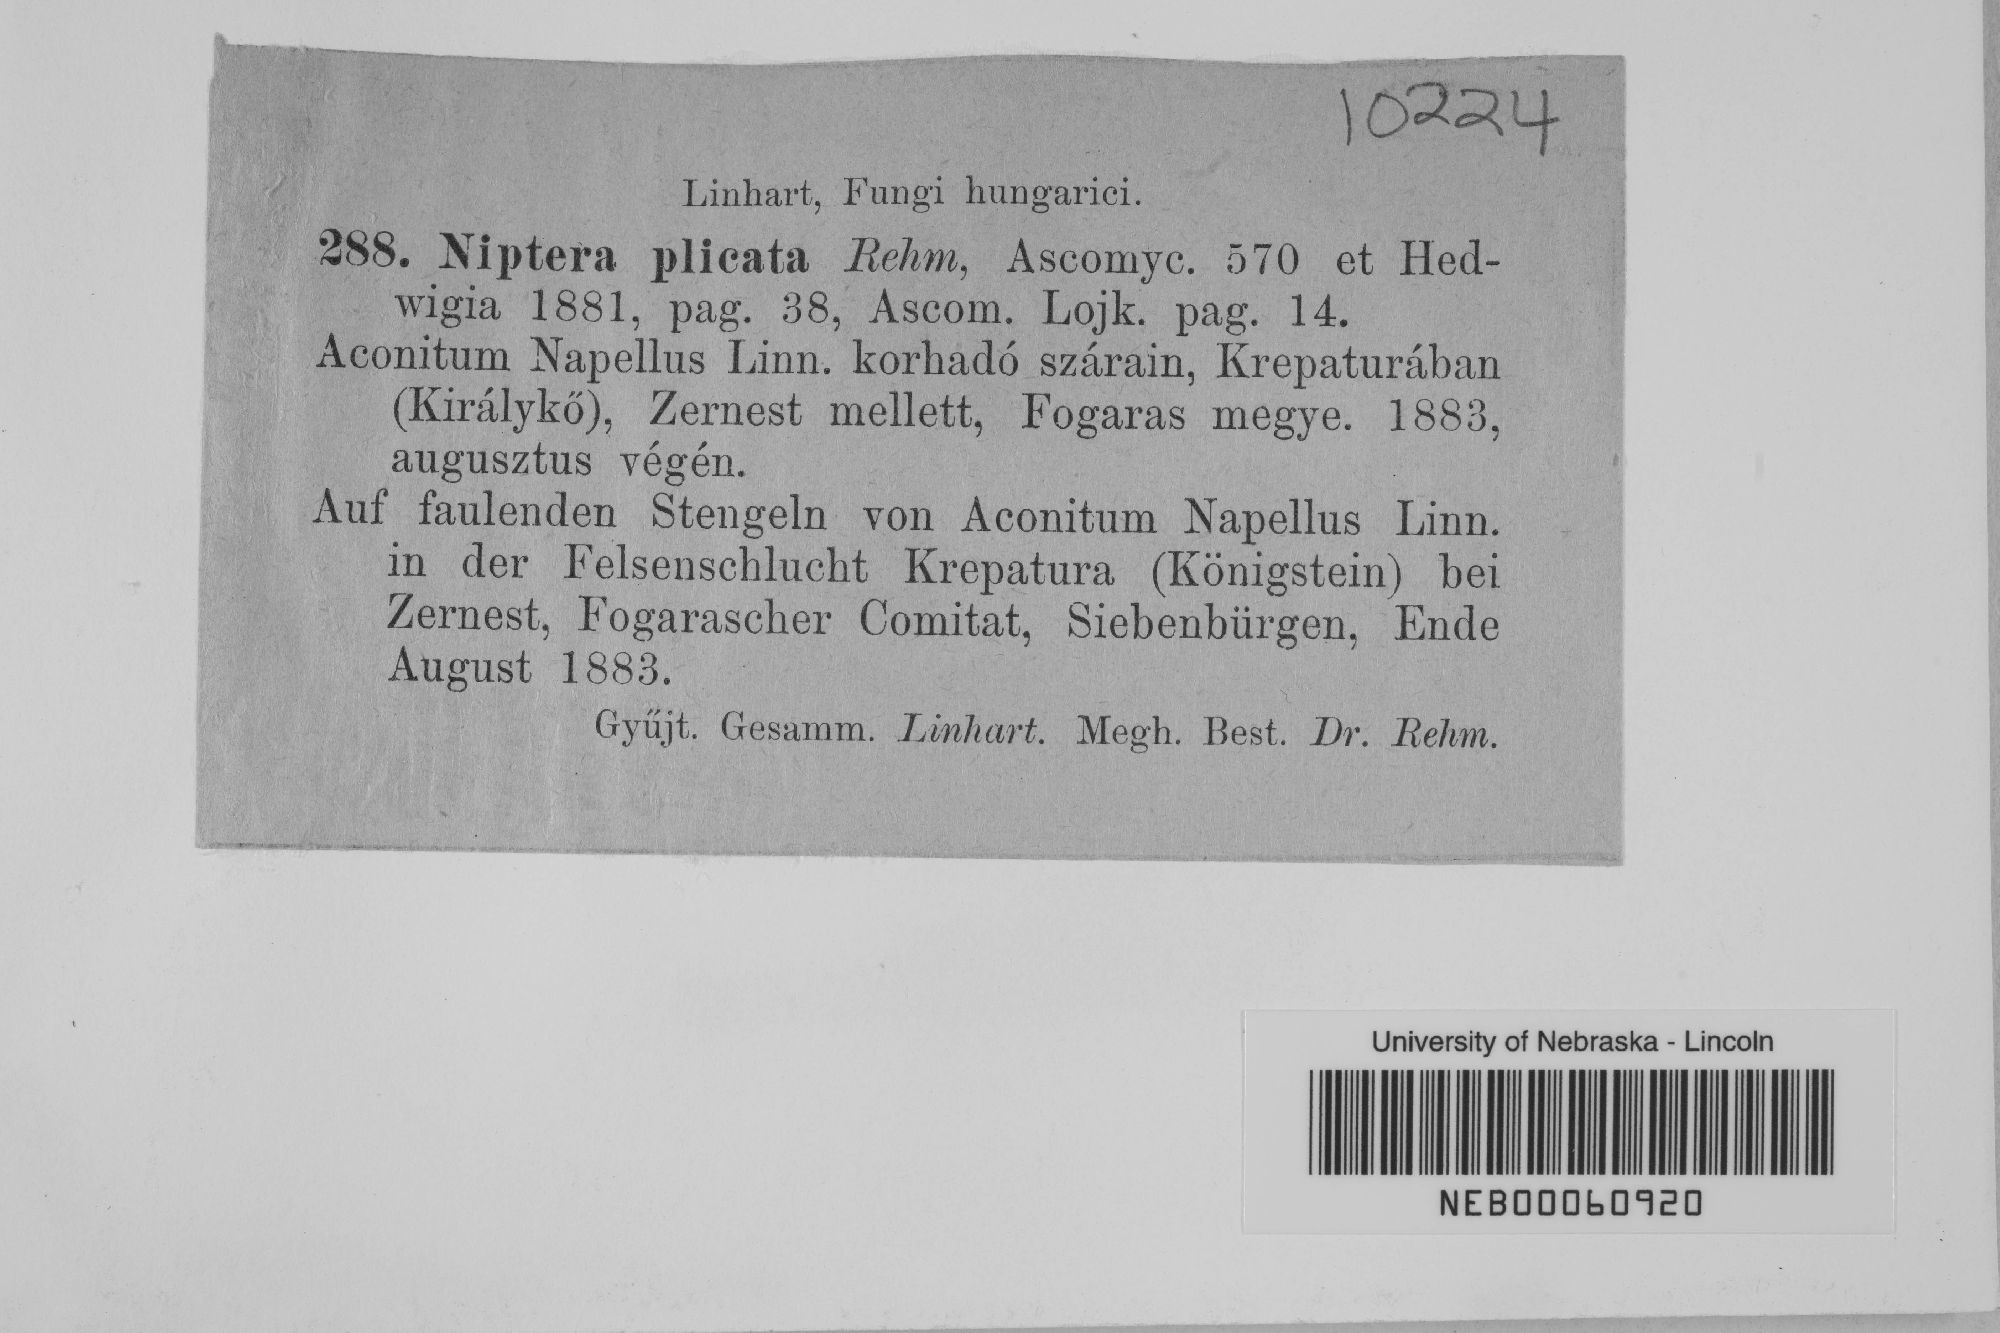 10224
Linhart, Fungi hungarici.
288. Niptera plicata Rehm, Ascomyc. 570 et Hed-
wigia 1881, pag. 38, Ascom. Lojk. pag. 14.
Aconitum Napellus Linn. korhadó szárain, Krepaturában
(Királykő), Zernest mellett, Fogaras megye. 1883,
augusztus végén.
Auf faulenden Stengeln von Aconitum Napellus Linn.
in der Felsenschlucht Krepatura (Königstein) bei
Zernest, Fogarascher Comitat, Siebenbürgen, Ende
August 1883.
Gyűjt. Gesamm. Linhart. Megh. Best. Dr. Rehm.
University of Nebraska - Lincoln
NEB00060920